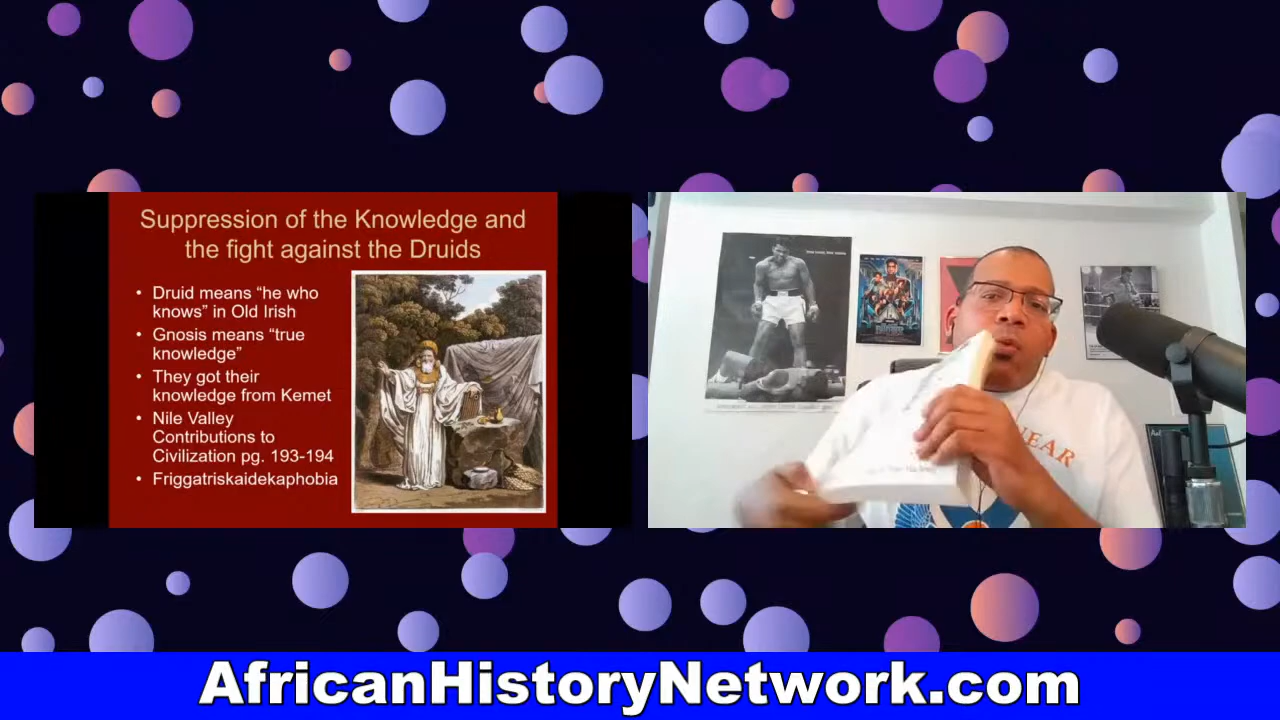 Suppression of the Knowledge and
the fight against the Druids
• Druid means “he who
knows” in Old Irish
• Gnosis means “true
knowledge”
• They got their
knowledge from Kemet
• Nile Valley
Contributions to
Civilization pg. 193-194
• Friggatriskaidekaphobia
NEAR
AfricanHistoryNetwork.com